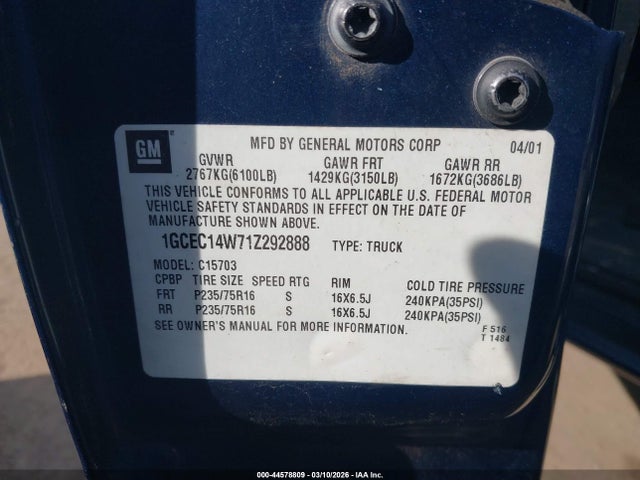 GM
MFD BY GENERAL MOTORS CORP 04/01
GVWR GAWR FRT GAWR RR
2767KG(6100LB) 1429KG(3150LB) 1672KG(3686LB)
THIS VEHICLE CONFORMS TO ALL APPLICABLE U.S. FEDERAL MOTOR
VEHICLE SAFETY STANDARDS IN EFFECT ON THE DATE OF
MANUFACTURE SHOWN ABOVE.
1GCEC14W71Z292888 TYPE: TRUCK
MODEL: C15703
CPBP TIRE SIZE SPEED RTG RIM COLD TIRE PRESSURE
FRT P235/75R16 S 16X6.5J 240KPA(35PSI)
RR P235/75R16 S 16X6.5J 240KPA(35PSI)
SEE OWNER'S MANUAL FOR MORE INFORMATION.
F 516
T 1484
000-44578809 - 03/10/2026 - IAA Inc.